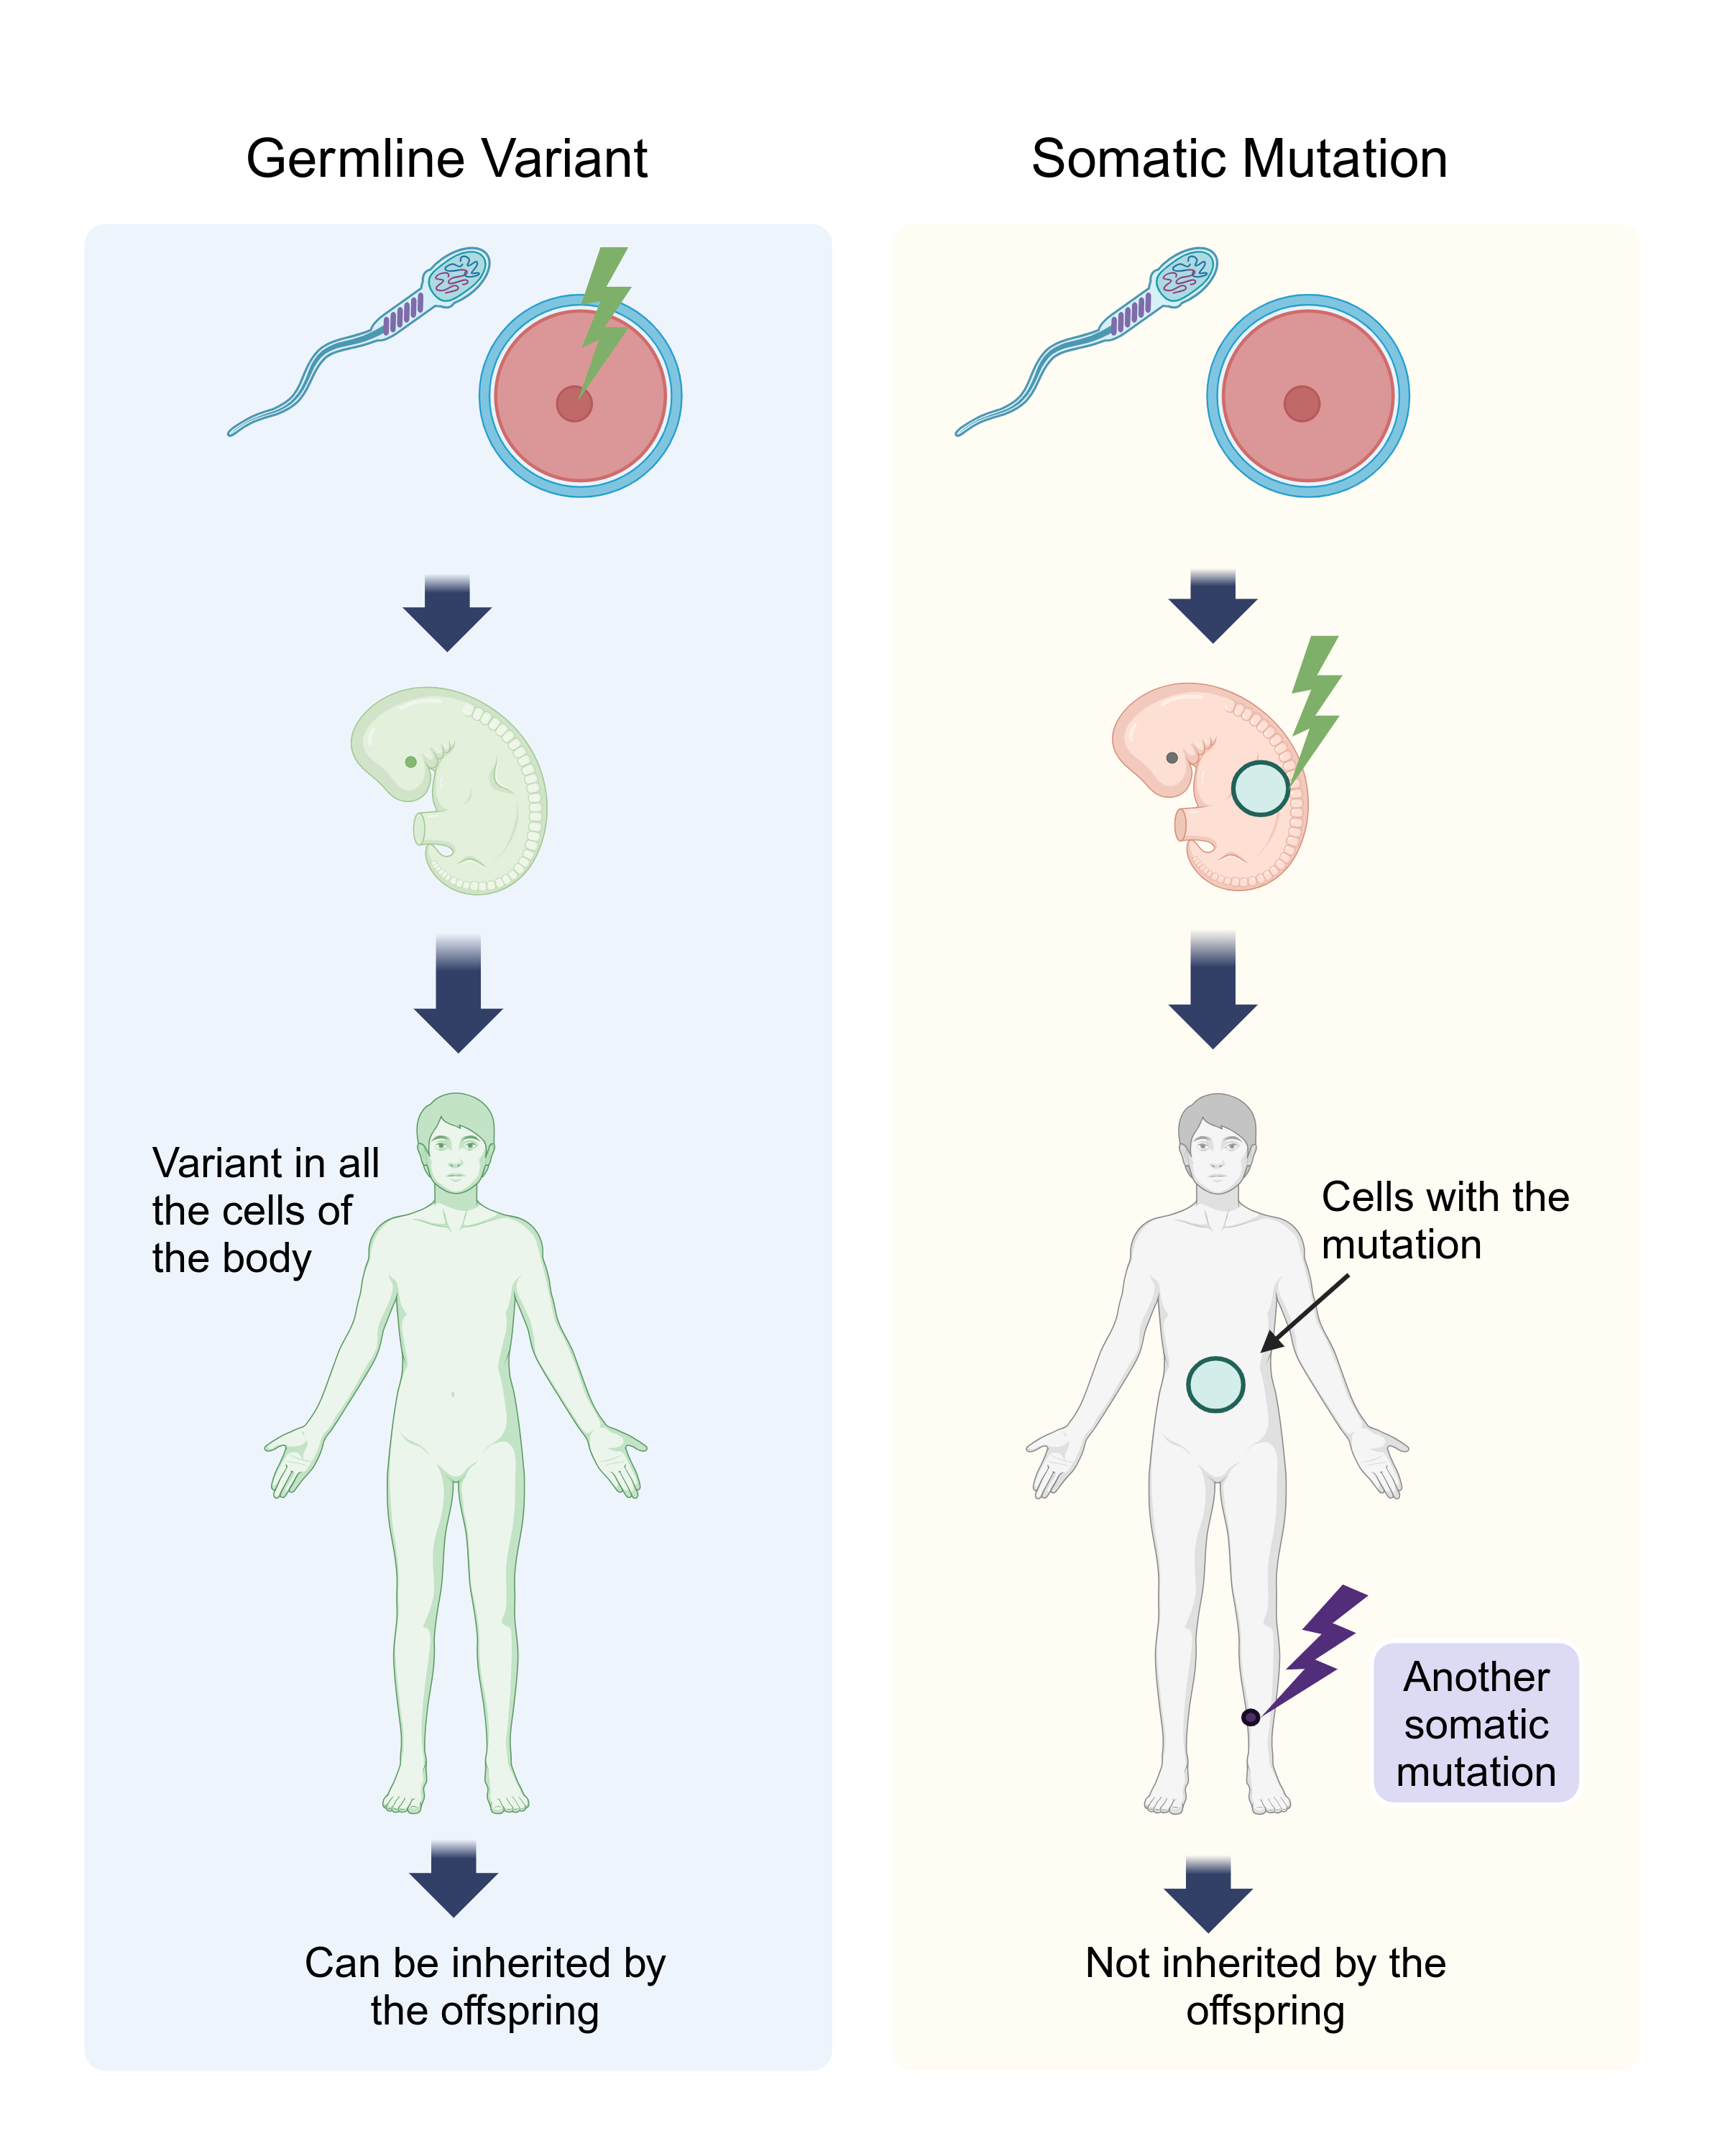 Germline Variant
Somatic Mutation
Variant in all
the cells of
the body
Cells with the
mutation
Another
somatic
mutation
Can be inherited by
the offspring
Not inherited by the
offspring